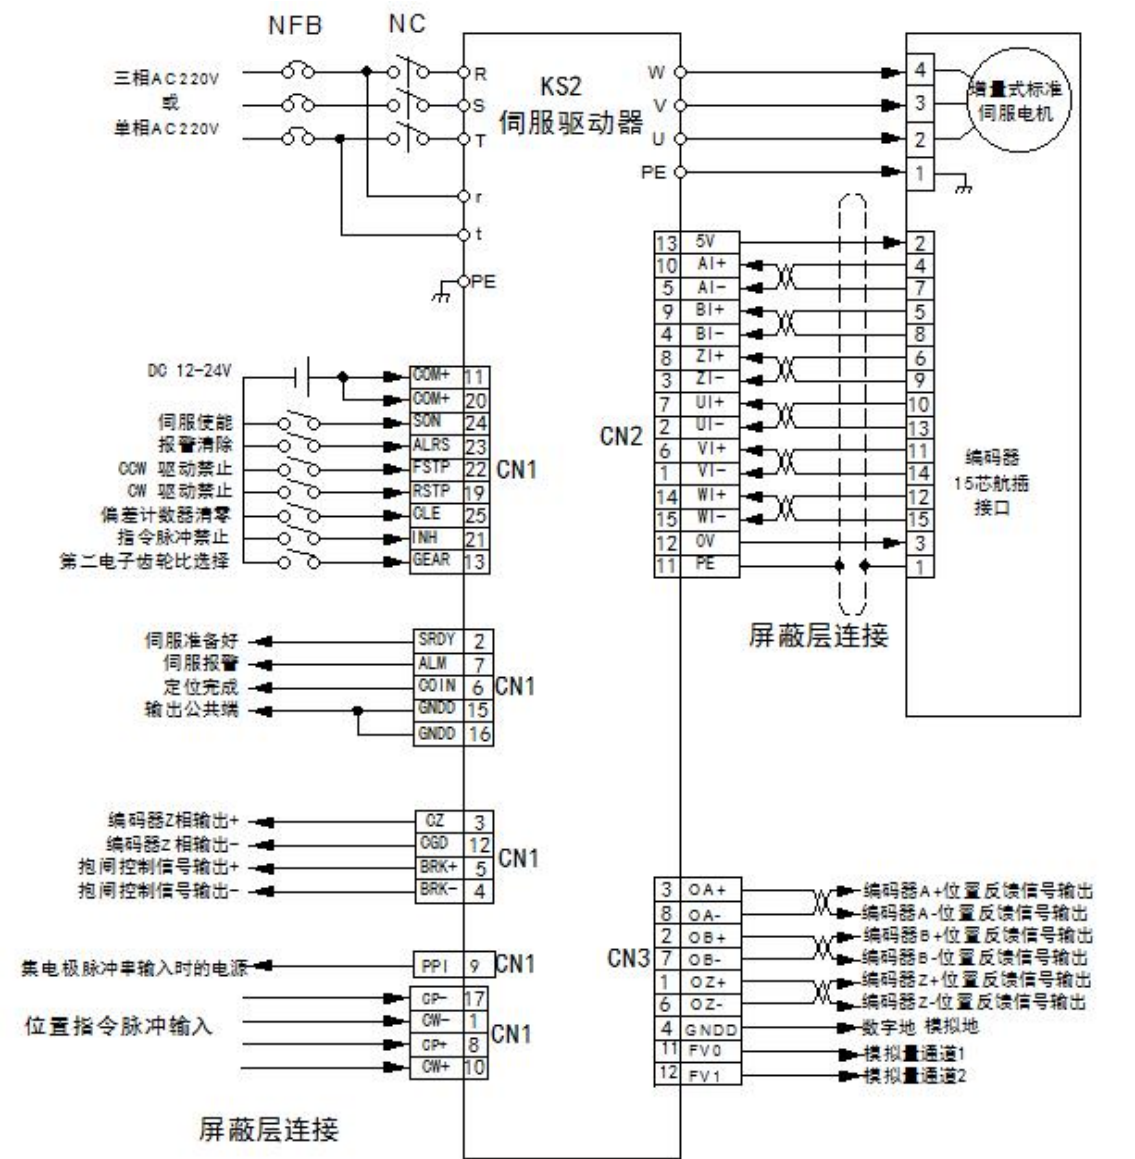 NFB NC
三相AC220V
或
单相AC220V
R
S
T
r
t
PE
KS2
伺服驱动器
W
V
U
PE
4
3
2
1
增量式标准
伺服电机
DC 12-24V
伺服使能
报警清除
CCW 驱动禁止
CW 驱动禁止
偏差计数器清零
指令脉冲禁止
第二电子齿轮比选择
COM+ 11
COM+ 20
SON 24
ALRS 23
FSTP 22
RSTP 19
CLE 25
INH 21
GEAR 13
CN1
CN2
13 5V 2
10 AI+ 4
5 AI- 7
9 BI+ 5
4 BI- 8
8 ZI+ 6
3 ZI- 9
7 UI+ 10
2 UI- 13
6 VI+ 11
1 VI- 14
14 WI+ 12
15 WI- 15
12 0V 3
11 PE 1
编码器
15芯航插
接口
屏蔽层连接
伺服准备好 SRDY 2
伺服报警 ALM 7
定位完成 COIN 6
输出公共端 GNDD 15
GNDD 16
CN1
编码器Z相输出+ CZ 3
编码器Z相输出- CGD 12
抱闸控制信号输出+ BRK+ 5
抱闸控制信号输出- BRK- 4
CN1
集电极脉冲串输入时的电源 PPI 9 CN1
位置指令脉冲输入
CP- 17
CW- 1
CP+ 8
CW+ 10
CN1
屏蔽层连接
CN3
3 OA+ 编码器A+位置反馈信号输出
8 OA- 编码器A-位置反馈信号输出
2 OB+ 编码器B+位置反馈信号输出
7 OB- 编码器B-位置反馈信号输出
1 OZ+ 编码器Z+位置反馈信号输出
6 OZ- 编码器Z-位置反馈信号输出
4 GNDD 数字地 模拟地
11 FV0 模拟量通道1
12 FV1 模拟量通道2